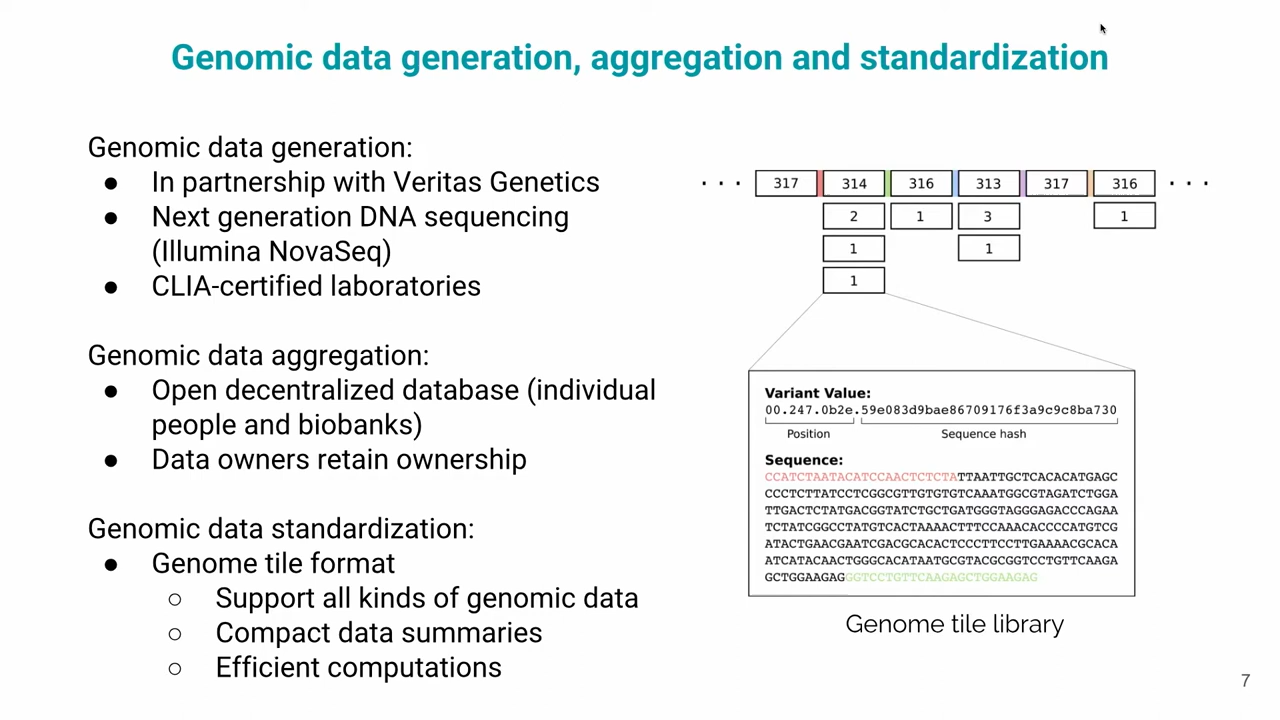 Genomic data generation, aggregation and standardization
Genomic data generation:
● In partnership with Veritas Genetics
● Next generation DNA sequencing
(Illumina NovaSeq)
● CLIA-certified laboratories
Genomic data aggregation:
● Open decentralized database (individual
people and biobanks)
● Data owners retain ownership
Genomic data standardization:
● Genome tile format
○ Support all kinds of genomic data
○ Compact data summaries
○ Efficient computations
· · · 317 314 316 313 317 316 · · ·
2 1 3 1
1 1
1
Variant Value:
00.247.0b2e.59e083d9bae86709176f3a9c9c8ba730
Position Sequence hash
Sequence:
CCATCTAATACATCCAACTCTCTATTAATTGCTCACACATGAGC
CCCTCTTATCCTCGGCGTTGTGTGTCAAATGGCGTAGATCTGGA
TTGACTCTATGACGGTATCTGCTGATGGGTAGGGAGACCCAGAA
TCTATCGGCCTATGTCACTAAAACTTTCCAAACACCCCATGTCG
ATACTGAACGAATCGACGCACACTCCCTTCCTTGAAAACGCACA
ATCATACAACTGGGCACATAATGCGTACGCGGTCCTGTTCAAGA
GCTGGAAGAGGGTCCTGTTCAAGAGCTGGAAGAG
Genome tile library
7